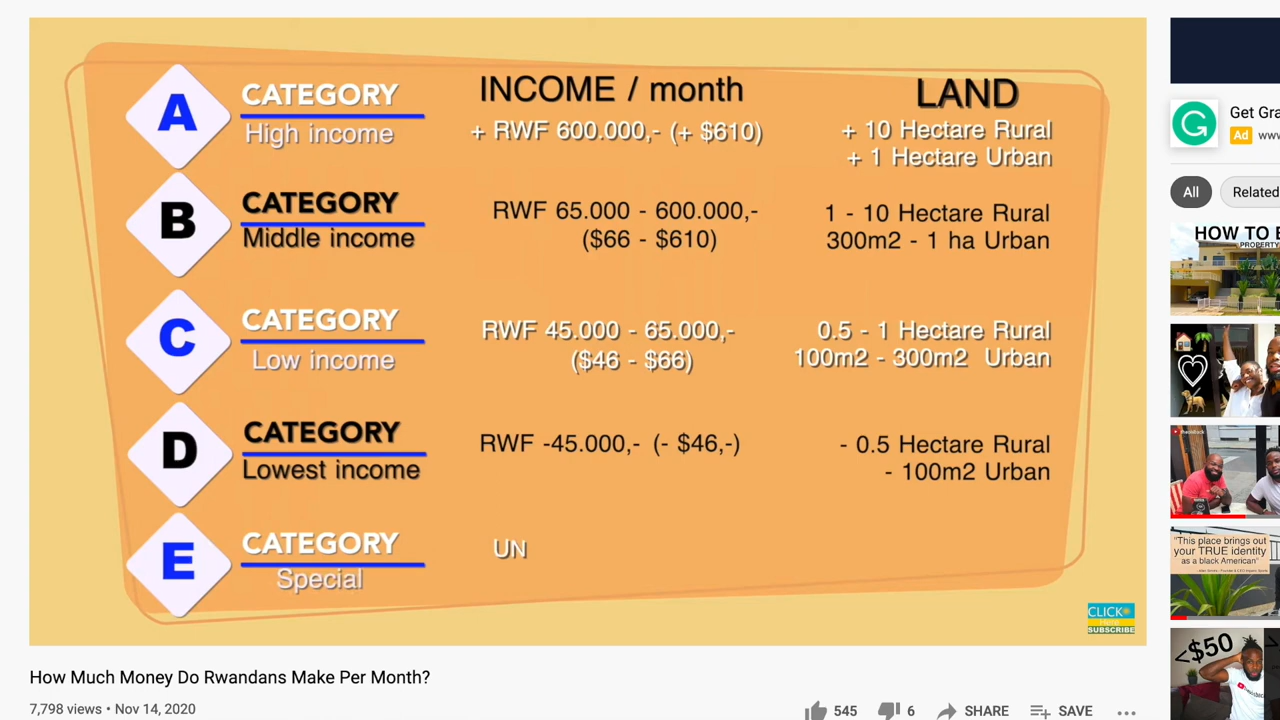 A
CATEGORY
High income
INCOME / month
+ RWF 600.000,- (+ $610)
LAND
+ 10 Hectare Rural
+ 1 Hectare Urban
B
CATEGORY
Middle income
RWF 65.000 - 600.000,-
($66 - $610)
1 - 10 Hectare Rural
300m2 - 1 ha Urban
C
CATEGORY
Low income
RWF 45.000 - 65.000,-
($46 - $66)
0.5 - 1 Hectare Rural
100m2 - 300m2 Urban
D
CATEGORY
Lowest income
RWF -45.000,- (- $46,-)
- 0.5 Hectare Rural
- 100m2 Urban
E
CATEGORY
Special
UN
CLICK
Here
SUBSCRIBE
How Much Money Do Rwandans Make Per Month?
7,798 views • Nov 14, 2020
545
6
SHARE
SAVE
Get Gra
Ad
www
All
Related
HOW TO B
PROPERTY
"This place brings out
your TRUE identity
as a black American"
<$50